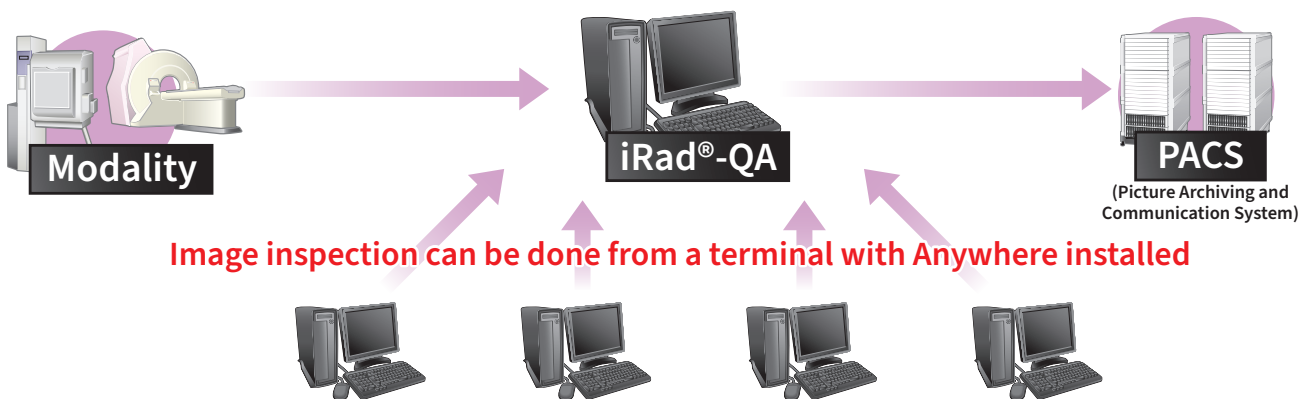 Modality
iRad®-QA
PACS
(Picture Archiving and
Communication System)
Image inspection can be done from a terminal with Anywhere installed